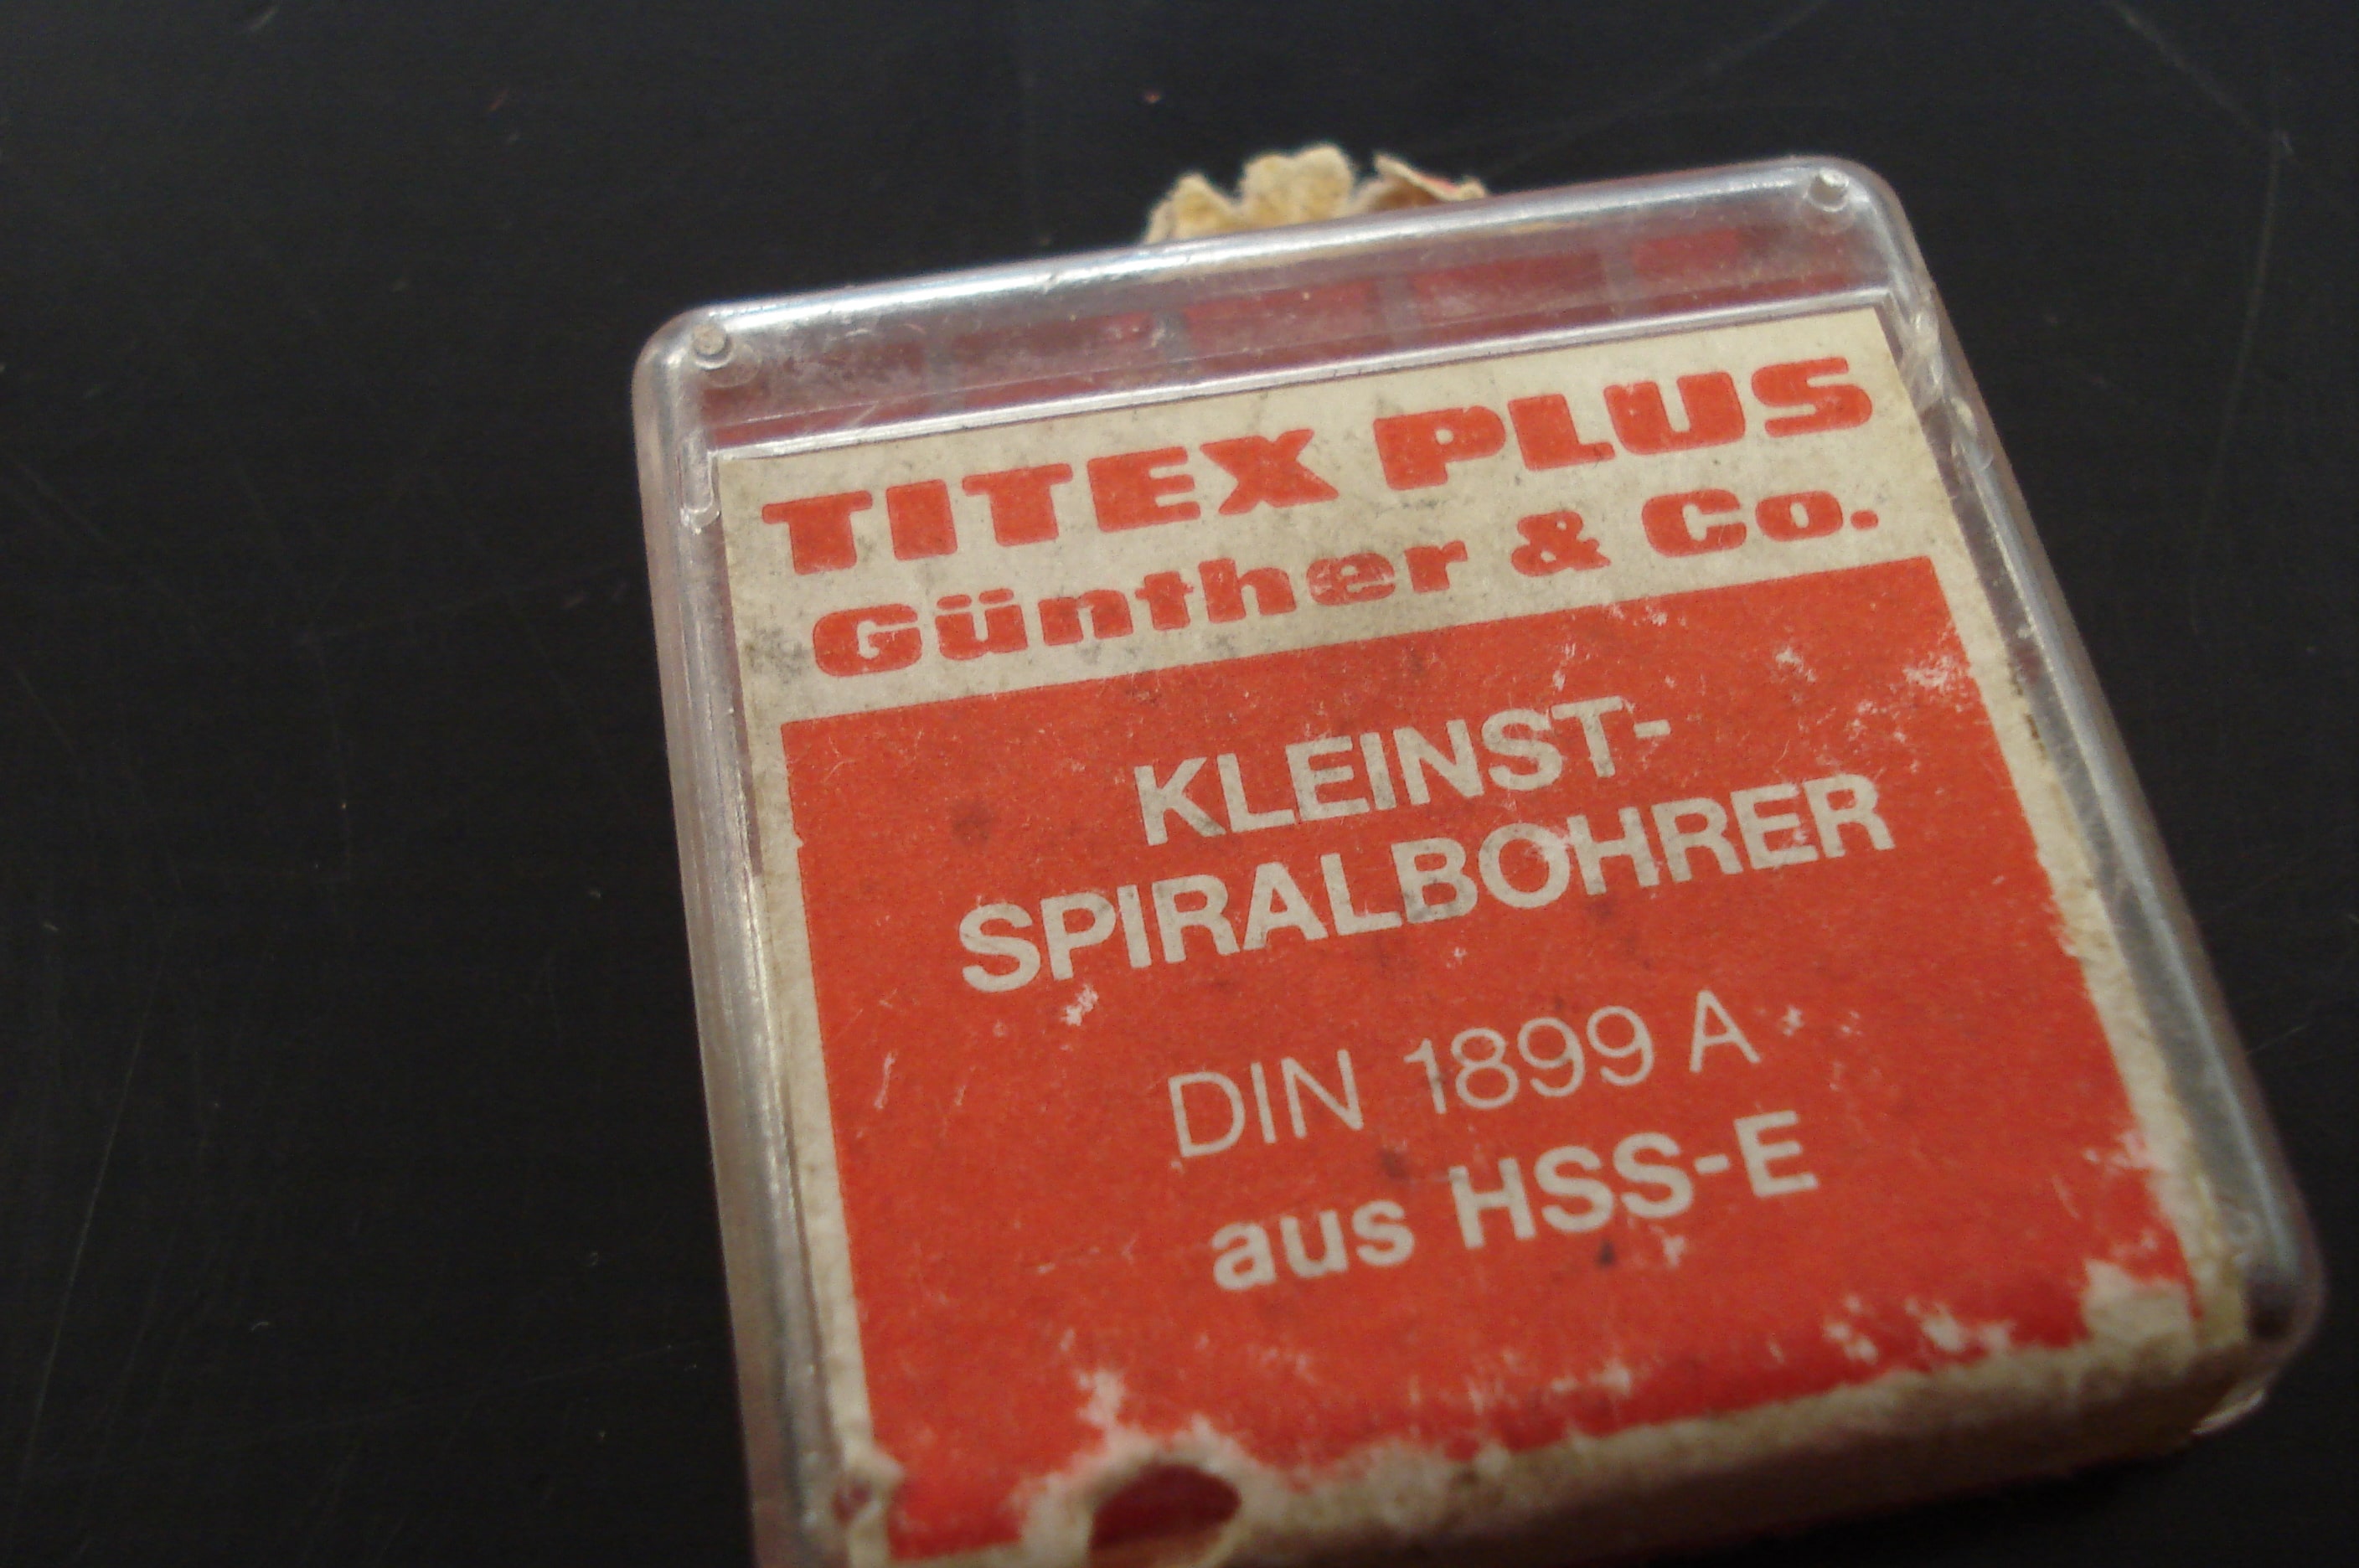 TITEX PLUS
Günther & Co.
KLEINST-
SPIRALBOHRER
DIN 1899 A
aus HSS-E